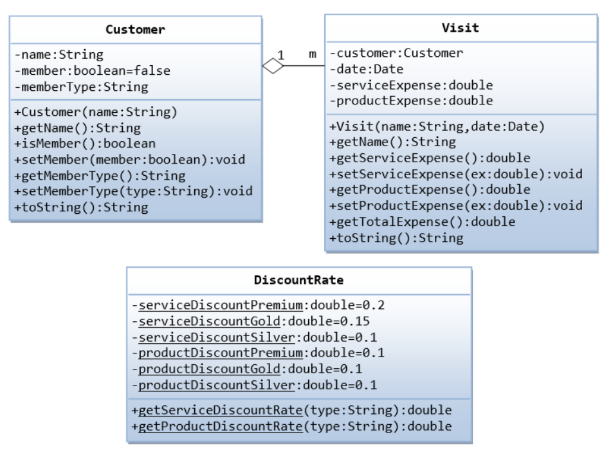 Customer
-name:String
-member:boolean=false
-memberType:String
+Customer(name:String)
+getName():String
+isMember():boolean
+setMember(member:boolean):void
+getMemberType():String
+setMemberType(type:String):void
+toString():String
1 m
Visit
-customer:Customer
-date:Date
-serviceExpense:double
-productExpense:double
+Visit(name:String,date:Date)
+getName():String
+getServiceExpense():double
+setServiceExpense(ex:double):void
+getProductExpense():double
+setProductExpense(ex:double):void
+getTotalExpense():double
+toString():String
DiscountRate
-serviceDiscountPremium:double=0.2
-serviceDiscountGold:double=0.15
-serviceDiscountSilver:double=0.1
-productDiscountPremium:double=0.1
-productDiscountGold:double=0.1
-productDiscountSilver:double=0.1
+getServiceDiscountRate(type:String):double
+getProductDiscountRate(type:String):double